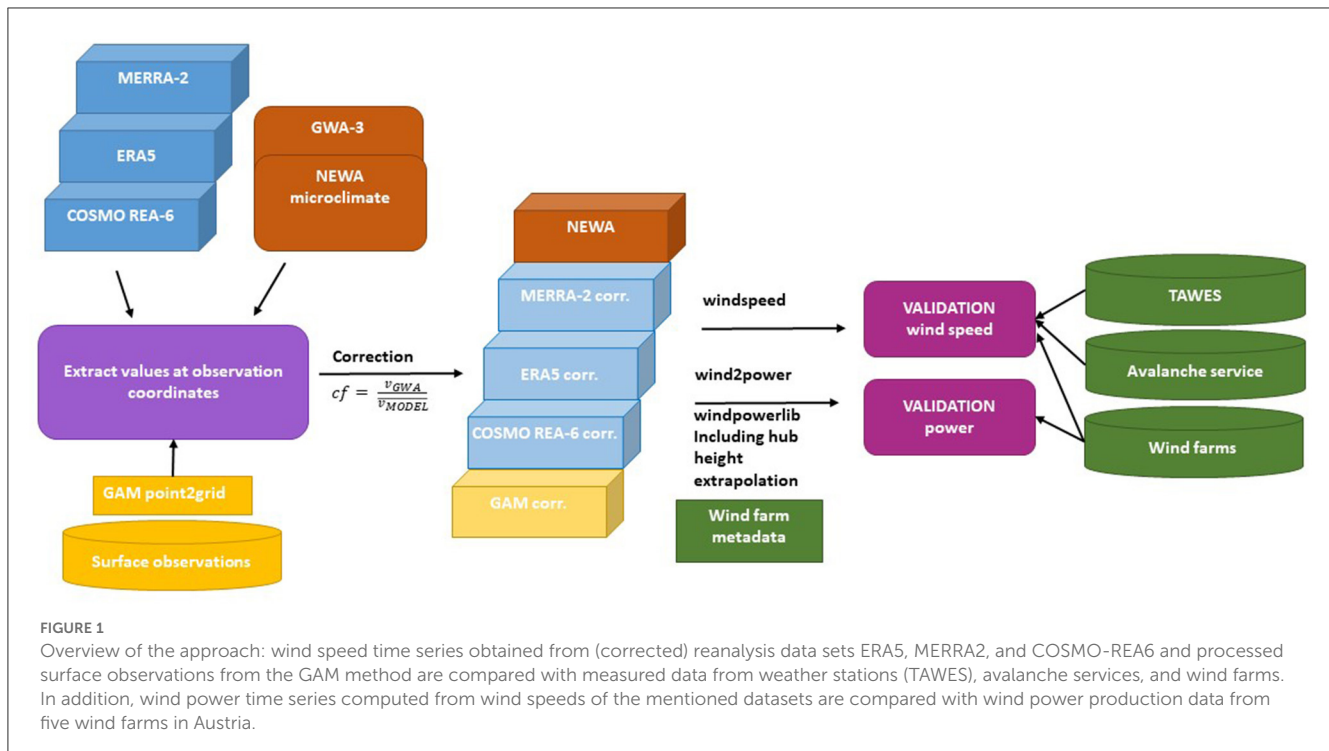 MERRA-2
ERA5
COSMO REA-6
GWA-3
NEWA
microclimate
Extract values at observation
coordinates
GAM point2grid
Surface observations
Correction
cf = v_GWA / v_MODEL
NEWA
MERRA-2 corr.
ERA5 corr.
COSMO REA-6 corr.
GAM corr.
windspeed
wind2power
windpowerlib
Including hub
height
extrapolation
Wind farm
metadata
VALIDATION
wind speed
VALIDATION
power
TAWES
Avalanche service
Wind farms
FIGURE 1
Overview of the approach: wind speed time series obtained from (corrected) reanalysis data sets ERA5, MERRA2, and COSMO-REA6 and processed
surface observations from the GAM method are compared with measured data from weather stations (TAWES), avalanche services, and wind farms.
In addition, wind power time series computed from wind speeds of the mentioned datasets are compared with wind power production data from
five wind farms in Austria.